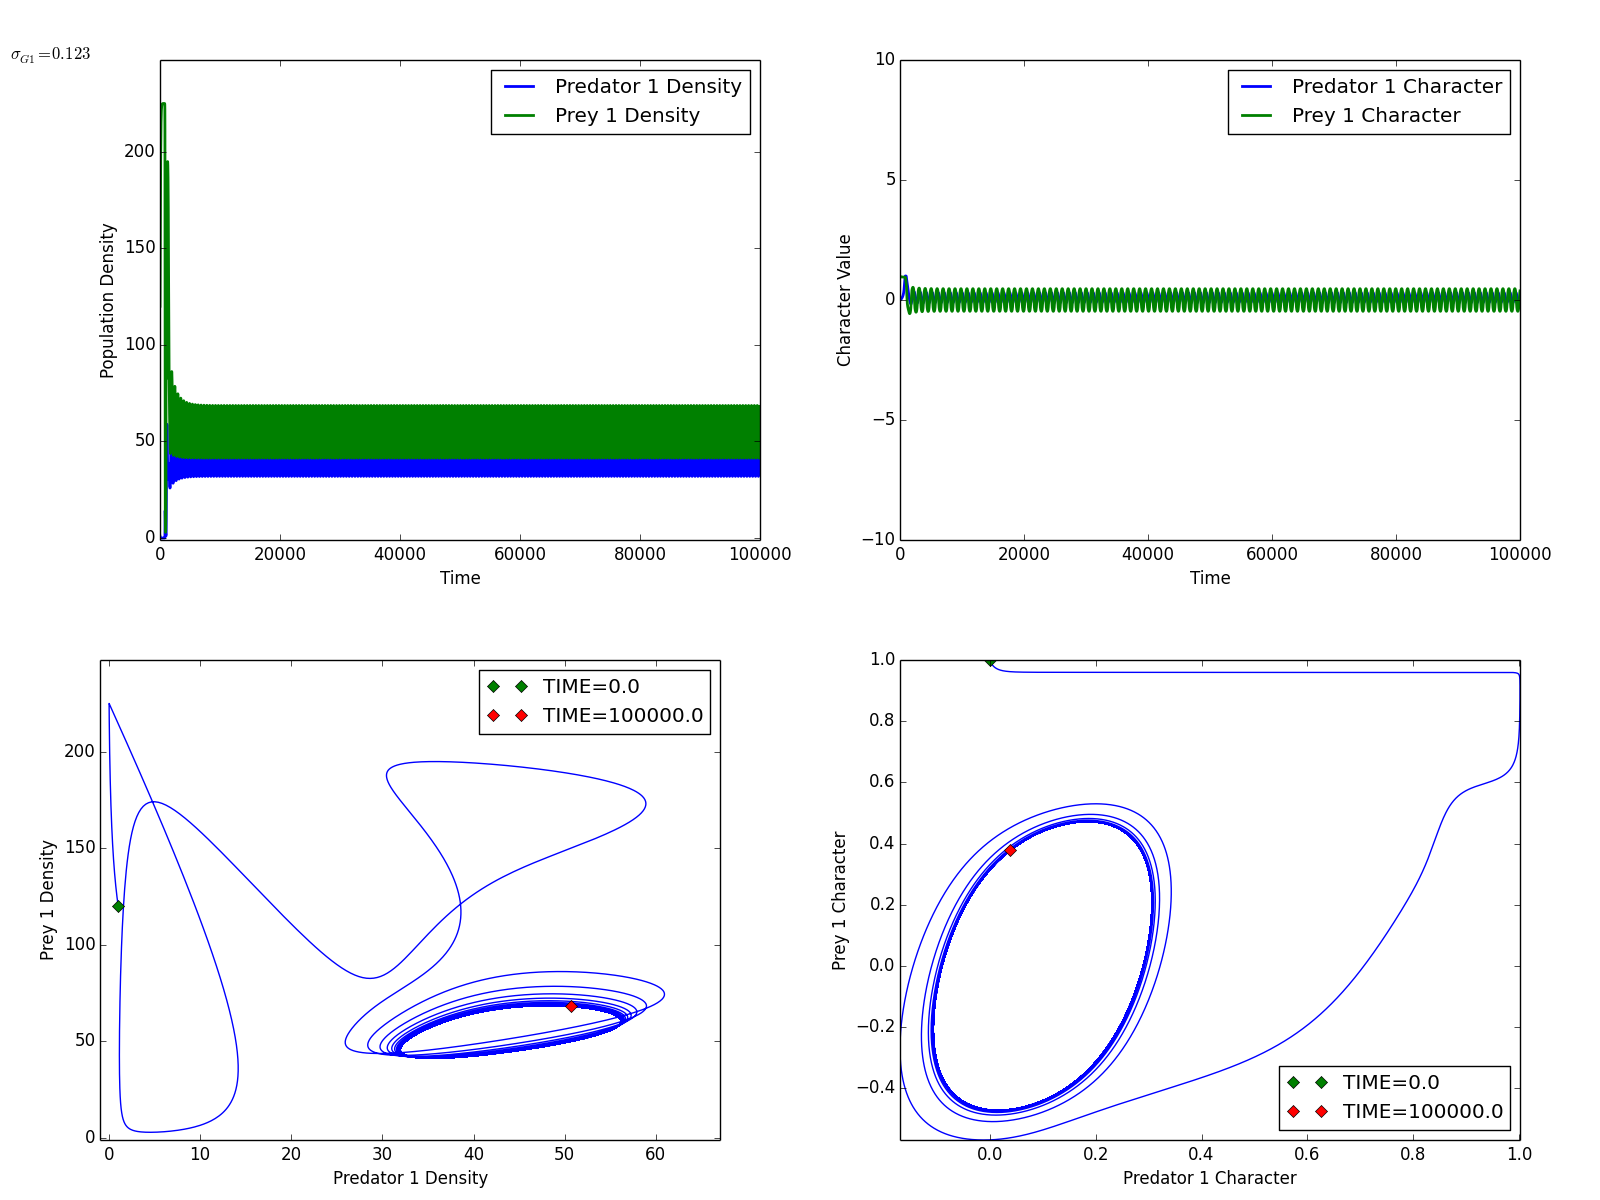 σ_G1=0.123
Predator 1 Density
Prey 1 Density
Population Density
200
150
100
50
0
0 20000 40000 60000 80000 100000
Time
Predator 1 Character
Prey 1 Character
Character Value
10
5
0
−5
−10
0 20000 40000 60000 80000 100000
Time
TIME=0.0
TIME=100000.0
Prey 1 Density
200
150
100
50
0
0 10 20 30 40 50 60
Predator 1 Density
Prey 1 Character
1.0
0.8
0.6
0.4
0.2
0.0
−0.2
−0.4
TIME=0.0
TIME=100000.0
0.0 0.2 0.4 0.6 0.8 1.0
Predator 1 Character